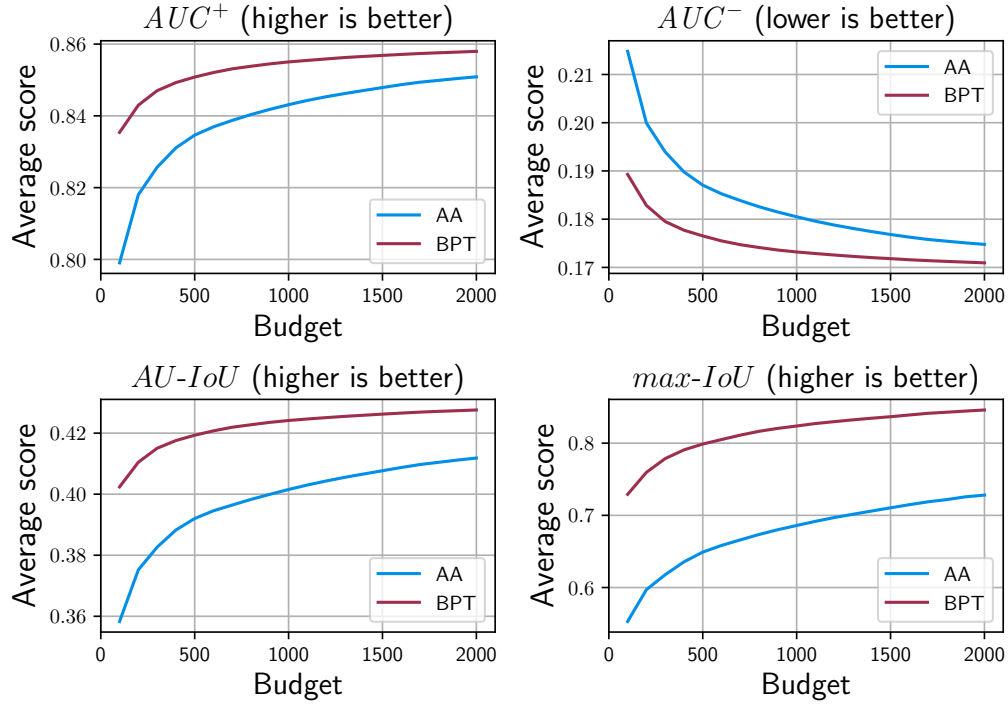 AUC⁺ (higher is better)
Average score
0.86
0.84
0.82
0.80
AA
BPT
0
500
1000
1500
2000
Budget
AUC⁻ (lower is better)
Average score
0.21
0.20
0.19
0.18
0.17
AA
BPT
0
500
1000
1500
2000
Budget
AU-IoU (higher is better)
Average score
0.42
0.40
0.38
0.36
AA
BPT
0
500
1000
1500
2000
Budget
max-IoU (higher is better)
Average score
0.8
0.7
0.6
AA
BPT
0
500
1000
1500
2000
Budget